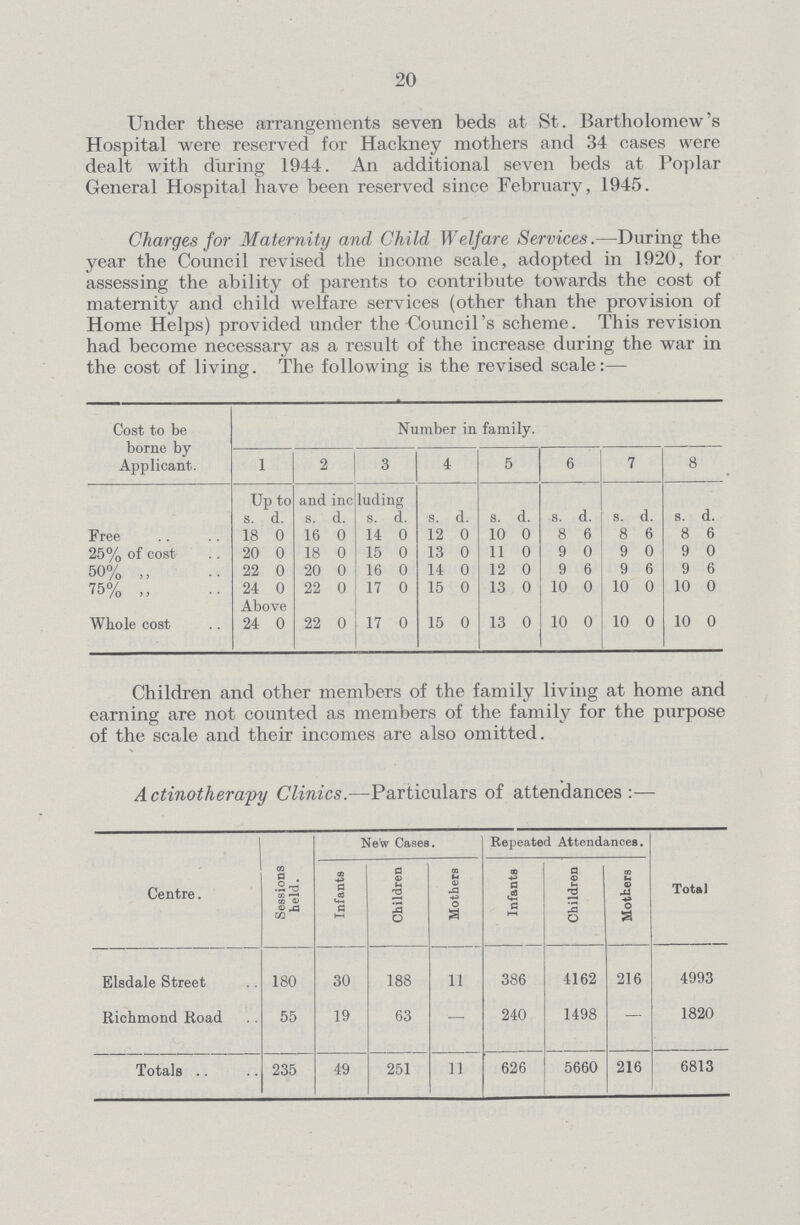 20
Under these arrangements seven beds at St. Bartholomew's
Hospital were reserved for Hackney mothers and 34 cases were
dealt with during 1944. An additional seven beds at Poplar
General Hospital have been reserved since February, 1945.
Charges for Maternity and Child Welfare Services.—During the
year the Council revised the income scale, adopted in 1920, for
assessing the ability of parents to contribute towards the cost of
maternity and child welfare services (other than the provision of
Home Helps) provided under the Council's scheme. This revision
had become necessary as a result of the increase during the war in
the cost of living. The following is the revised scale:—
Cost to be borne by Applicant. Number in family.
1 2 3 4 5 6 7 8
Up to and including
s. d. s. d. s. d. s. d. s. d. s. d. s. d. s. d.
Free .. .. 18 0 16 0 14 0 12 0 10 0 8 6 8 6 8 6
25% of cost .. 20 0 18 0 15 0 13 0 11 0 9 0 9 0 9 0
50% ,, .. 22 0 20 0 16 0 14 0 12 0 9 6 9 6 9 6
75% ,, .. 24 0 22 0 17 0 15 0 13 0 10 0 10 0 10 0
Above
Whole cost .. 24 0 22 0 17 0 15 0 13 0 10 0 10 0 10 0
Children and other members of the family living at home and
earning are not counted as members of the family for the purpose
of the scale and their incomes are also omitted.
Actinotherapy Clinics.—Particulars of attendances :—
Centre. Sessions held. New Cases. Repeated Attendances. Total
Infants Children Mothers Infants Children Mothers
Elsdale Street .. 180 30 188 11 386 4162 216 4993
Richmond Road .. 55 19 63 — 240 1498 — 1820
Totals .. .. 235 49 251 11 626 5660 216 6813